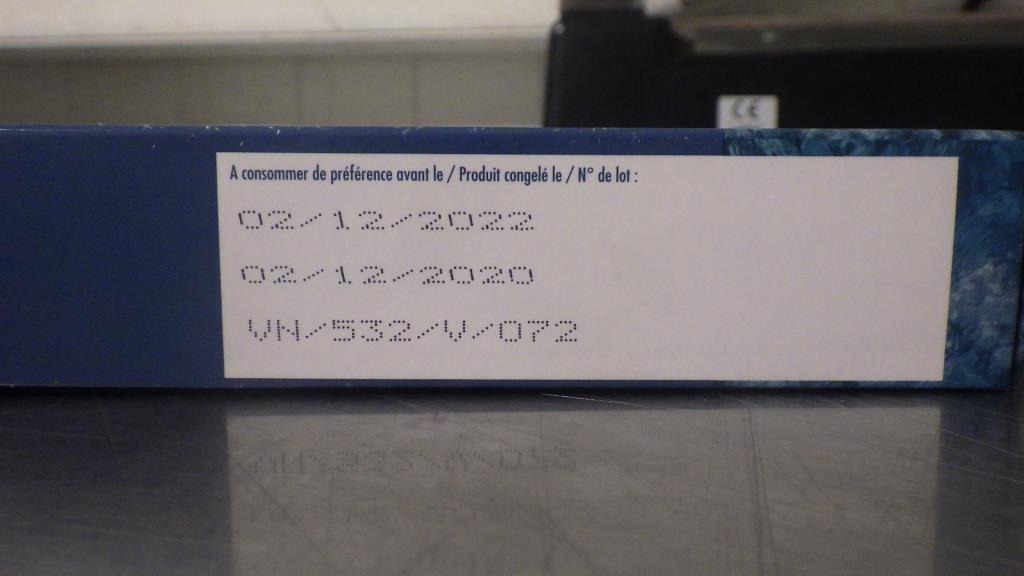 CE
A consommer de préférence avant le / Produit congelé le / N° de lot :
02/12/2022
02/12/2020
VN/532/V/072